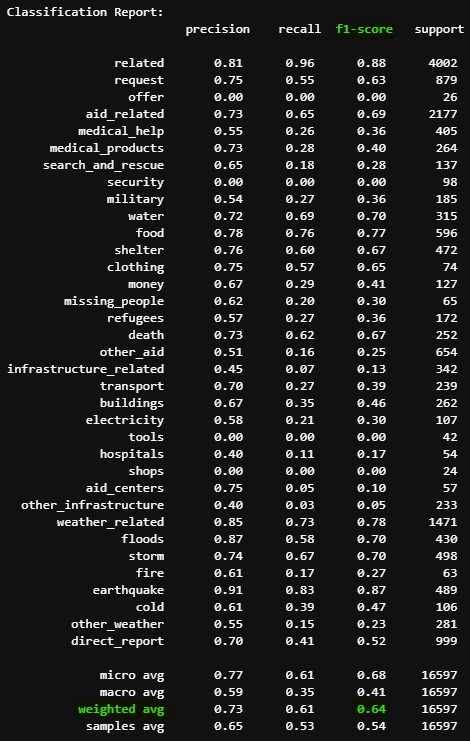 Classification Report:
precision recall f1-score support
related 0.81 0.96 0.88 4002
request 0.75 0.55 0.63 879
offer 0.00 0.00 0.00 26
aid_related 0.73 0.65 0.69 2177
medical_help 0.55 0.26 0.36 405
medical_products 0.73 0.28 0.40 264
search_and_rescue 0.65 0.18 0.28 137
security 0.00 0.00 0.00 98
military 0.54 0.27 0.36 185
water 0.72 0.69 0.70 315
food 0.78 0.76 0.77 596
shelter 0.76 0.60 0.67 472
clothing 0.75 0.57 0.65 74
money 0.67 0.29 0.41 127
missing_people 0.62 0.20 0.30 65
refugees 0.57 0.27 0.36 172
death 0.73 0.62 0.67 252
other_aid 0.51 0.16 0.25 654
infrastructure_related 0.45 0.07 0.13 342
transport 0.70 0.27 0.39 239
buildings 0.67 0.35 0.46 262
electricity 0.58 0.21 0.30 107
tools 0.00 0.00 0.00 42
hospitals 0.40 0.11 0.17 54
shops 0.00 0.00 0.00 24
aid_centers 0.75 0.05 0.10 57
other_infrastructure 0.40 0.03 0.05 233
weather_related 0.85 0.73 0.78 1471
floods 0.87 0.58 0.70 430
storm 0.74 0.67 0.70 498
fire 0.61 0.17 0.27 63
earthquake 0.91 0.83 0.87 489
cold 0.61 0.39 0.47 106
other_weather 0.55 0.15 0.23 281
direct_report 0.70 0.41 0.52 999
micro avg 0.77 0.61 0.68 16597
macro avg 0.59 0.35 0.41 16597
weighted avg 0.73 0.61 0.64 16597
samples avg 0.65 0.53 0.54 16597